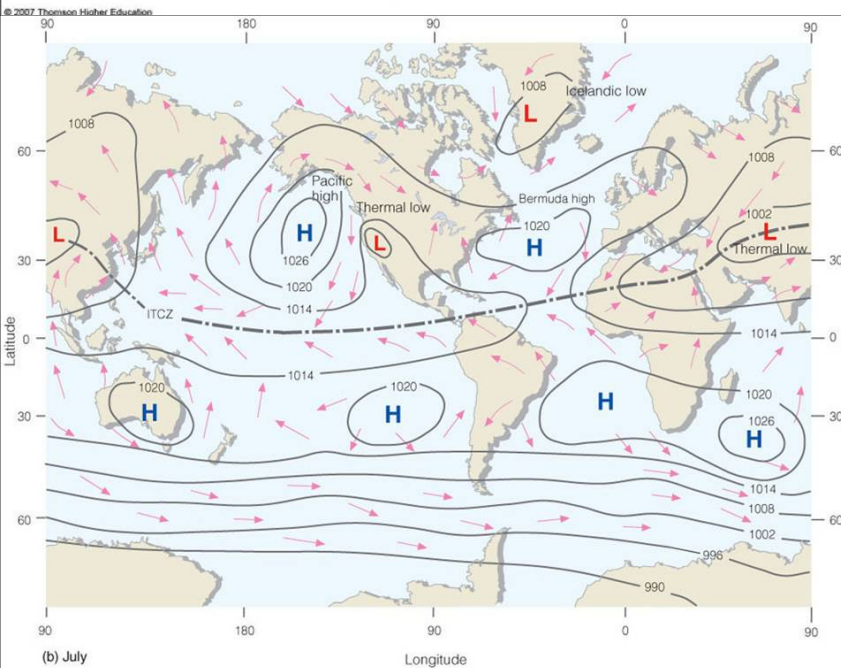 © 2007 Thomson Higher Education
90 180 90 0 90
1008
Icelandic low
L
1008
60
60
1008
Pacific
high
Bermuda high
Thermal low
1002
1020
L
L
H
L
H
Thermal low
30
1026
30
1020
1014
ITCZ
Latitude
0
1014
0
1014
1020
1020
1020
H
H
H
30
1026
30
H
1014
1008
60
60
1002
996
990
90 180 90 0 90
(b) July
Longitude